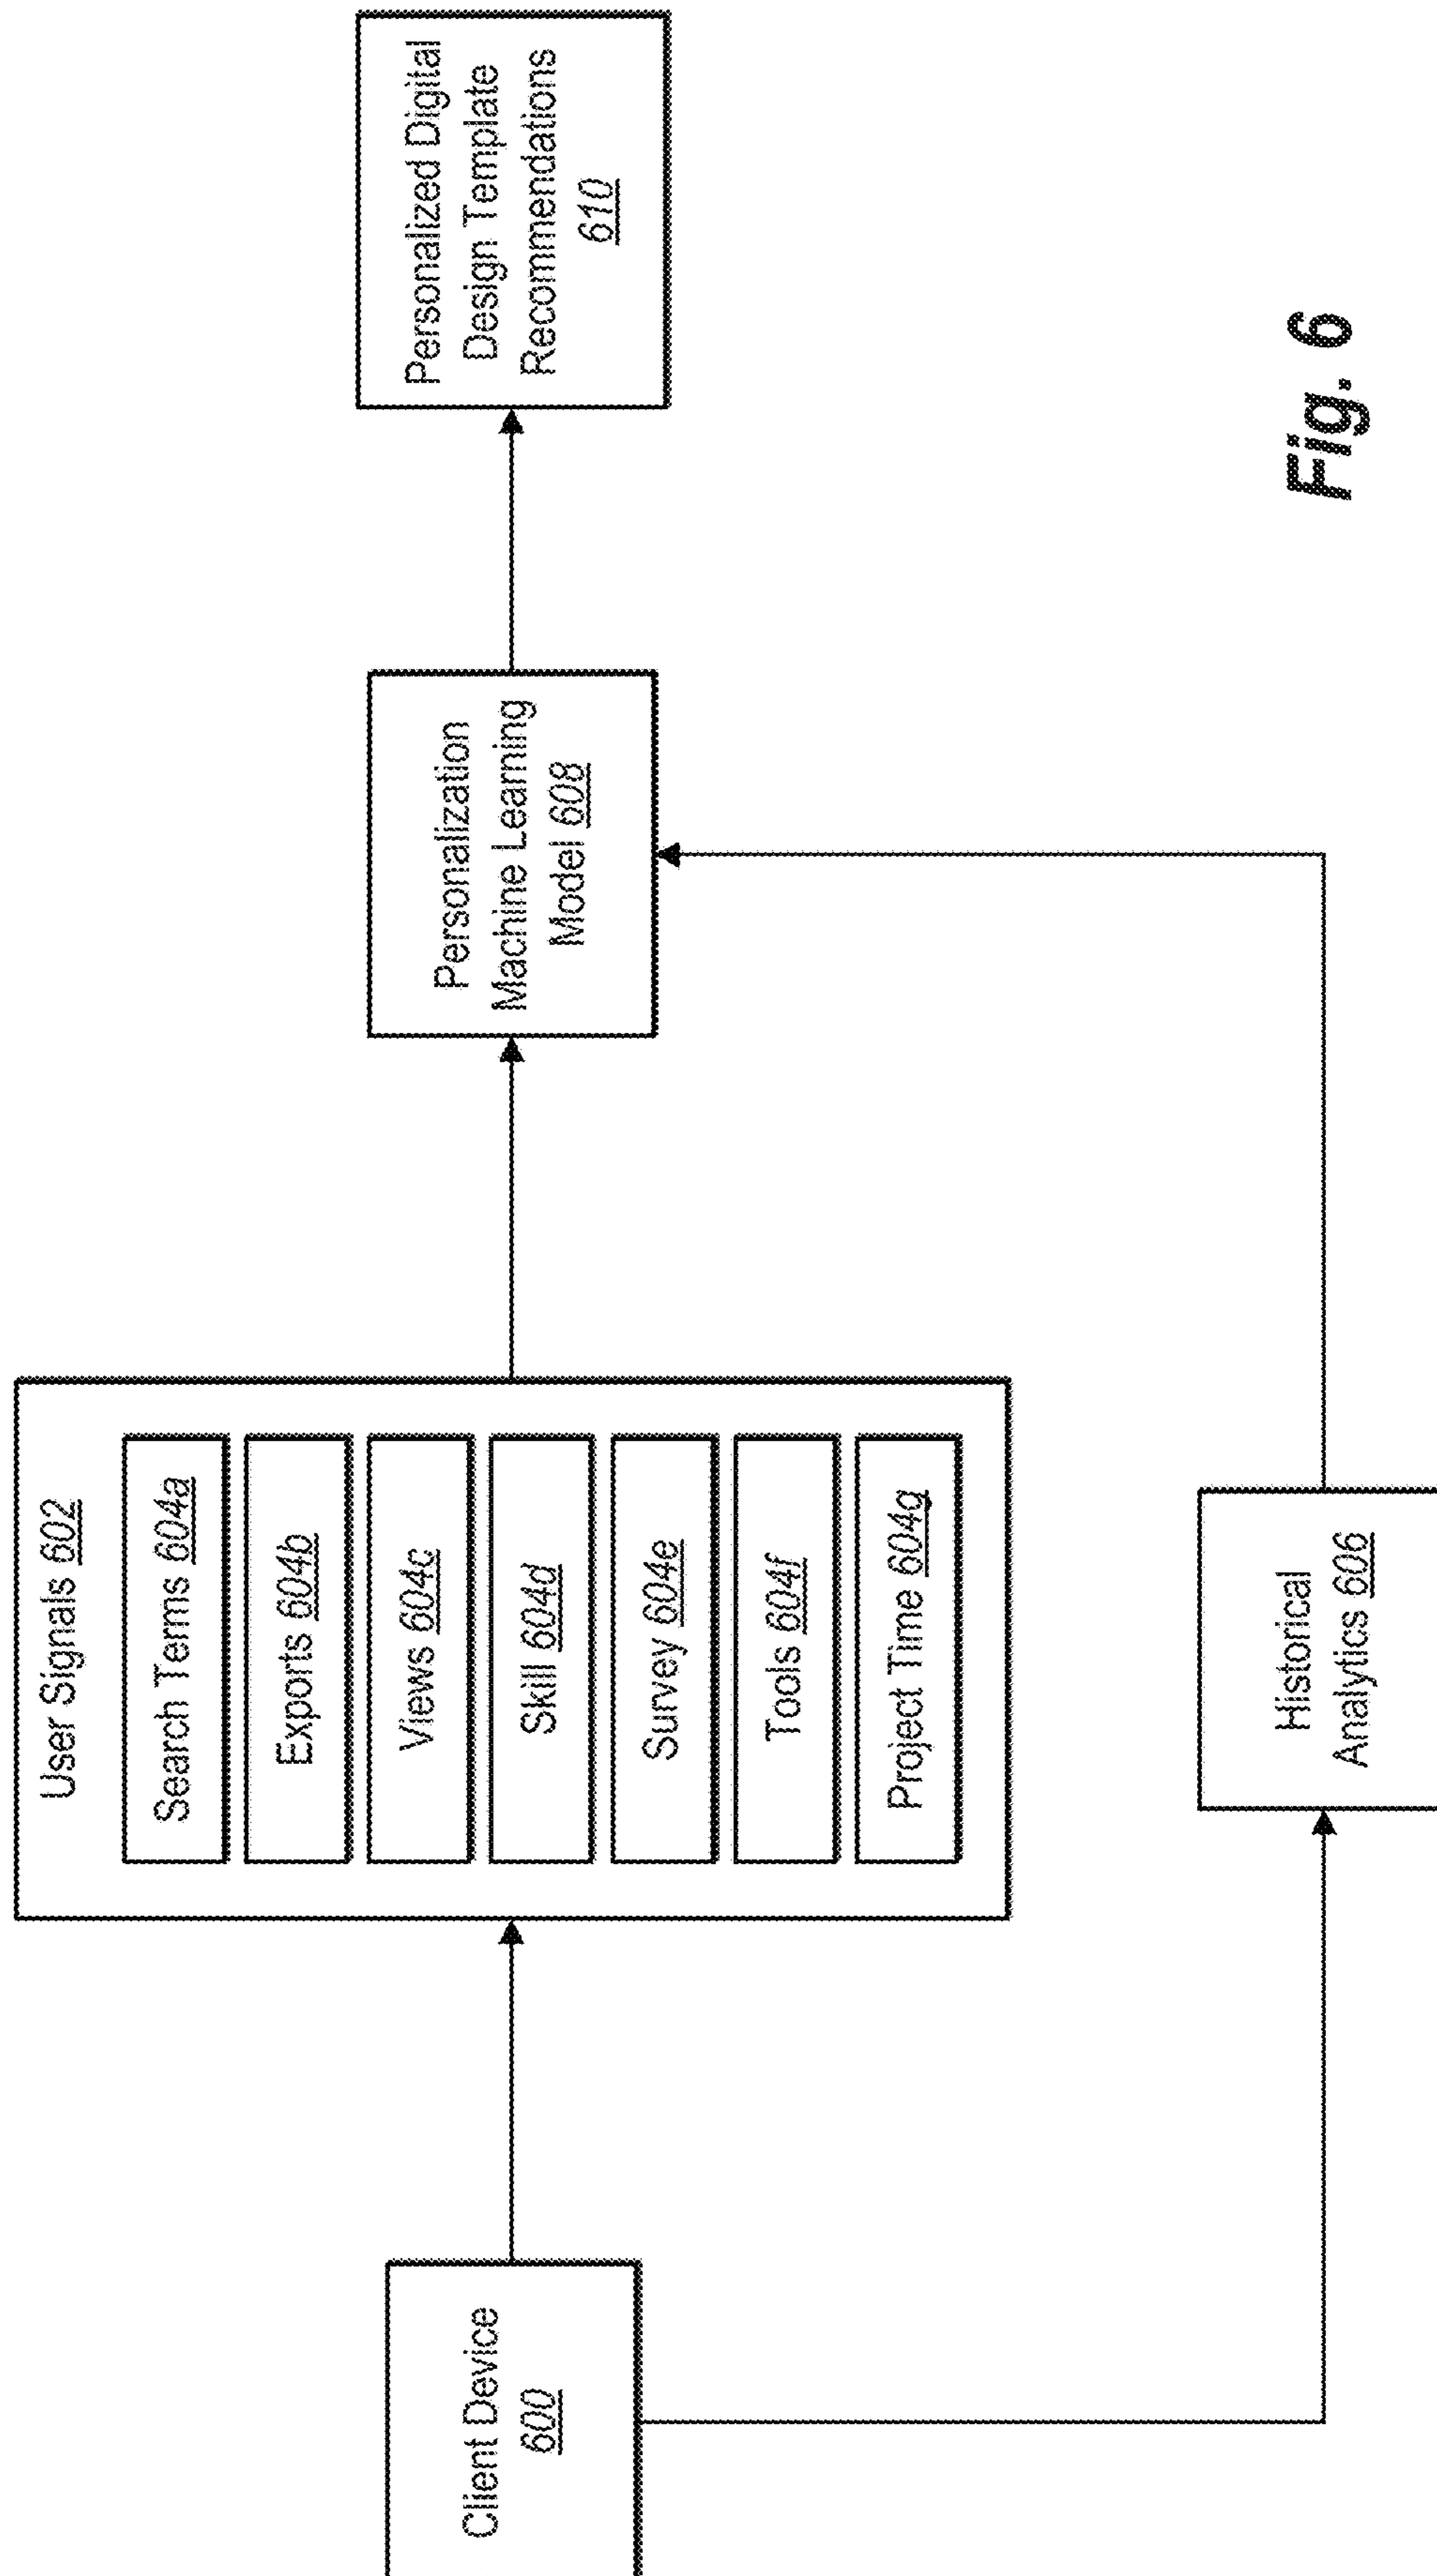 Client Device
600
User Signals 602
Search Terms 604a
Exports 604b
Views 604c
Skill 604d
Survey 604e
Tools 604f
Project Time 604g
Historical
Analytics 606
Personalization
Machine Learning
Model 608
Personalized Digital
Design Template
Recommendations
610
Fig. 6